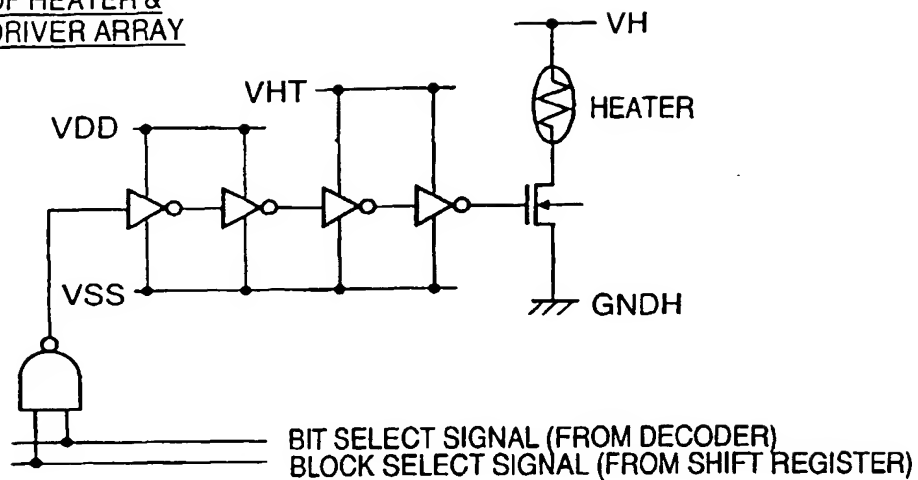 OF HEATER &
DRIVER ARRAY
VH
VHT
HEATER
VDD
VSS
GNDH
BIT SELECT SIGNAL (FROM DECODER)
BLOCK SELECT SIGNAL (FROM SHIFT REGISTER)